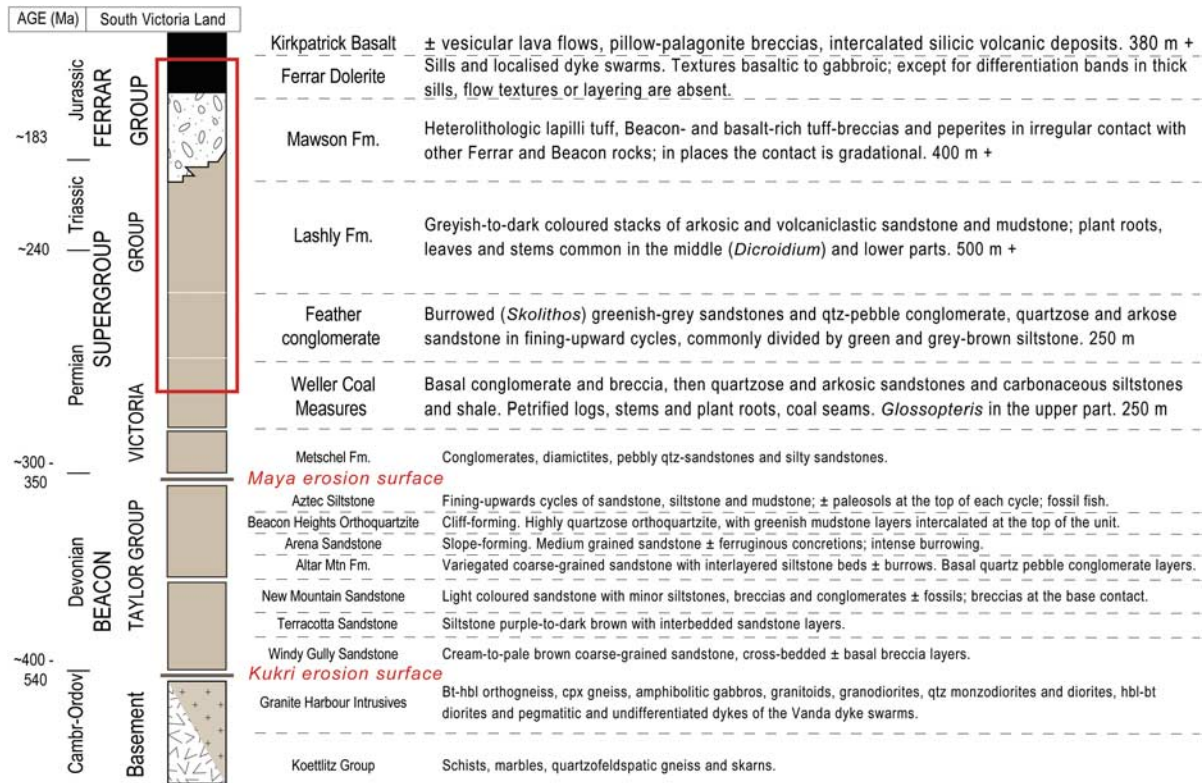 AGE (Ma) South Victoria Land
Kirkpatrick Basalt ± vesicular lava flows, pillow-palagonite breccias, intercalated silicic volcanic deposits. 380 m +
Ferrar Dolerite Sills and localised dyke swarms. Textures basaltic to gabbroic; except for differentiation bands in thick
sills, flow textures or layering are absent.
Jurassic
FERRAR
GROUP
~183
Mawson Fm. Heterolithologic lapilli tuff, Beacon- and basalt-rich tuff-breccias and peperites in irregular contact with
other Ferrar and Beacon rocks; in places the contact is gradational. 400 m +
Triassic
GROUP
~240
Lashly Fm. Greyish-to-dark coloured stacks of arkosic and volcaniclastic sandstone and mudstone; plant roots,
leaves and stems common in the middle (Dicroidium) and lower parts. 500 m +
SUPERGROUP
Permian
Feather
conglomerate
Burrowed (Skolithos) greenish-grey sandstones and qtz-pebble conglomerate, quartzose and arkose
sandstone in fining-upward cycles, commonly divided by green and grey-brown siltstone. 250 m
VICTORIA
Weller Coal
Measures
Basal conglomerate and breccia, then quartzose and arkosic sandstones and carbonaceous siltstones
and shale. Petrified logs, stems and plant roots, coal seams. Glossopteris in the upper part. 250 m
~300 -
350
Metschel Fm. Conglomerates, diamictites, pebbly qtz-sandstones and silty sandstones.
Maya erosion surface
Aztec Siltstone Fining-upwards cycles of sandstone, siltstone and mudstone; ± paleosols at the top of each cycle; fossil fish.
Beacon Heights Orthoquartzite Cliff-forming. Highly quartzose orthoquartzite, with greenish mudstone layers intercalated at the top of the unit.
Arena Sandstone Slope-forming. Medium grained sandstone ± ferruginous concretions; intense burrowing.
Devonian
BEACON
TAYLOR GROUP
Altar Mtn Fm. Variegated coarse-grained sandstone with interlayered siltstone beds ± burrows. Basal quartz pebble conglomerate layers.
New Mountain Sandstone Light coloured sandstone with minor siltstones, breccias and conglomerates ± fossils; breccias at the base contact.
Terracotta Sandstone Siltstone purple-to-dark brown with interbedded sandstone layers.
Windy Gully Sandstone Cream-to-pale brown coarse-grained sandstone, cross-bedded ± basal breccia layers.
~400 -
540
Kukri erosion surface
Cambr-Ordov
Basement
Granite Harbour Intrusives Bt-hbl orthogneiss, cpx gneiss, amphibolitic gabbros, granitoids, granodiorites, qtz monzodiorites and diorites, hbl-bt
diorites and pegmatitic and undifferentiated dykes of the Vanda dyke swarms.
Koettlitz Group Schists, marbles, quartzofeldspatic gneiss and skarns.